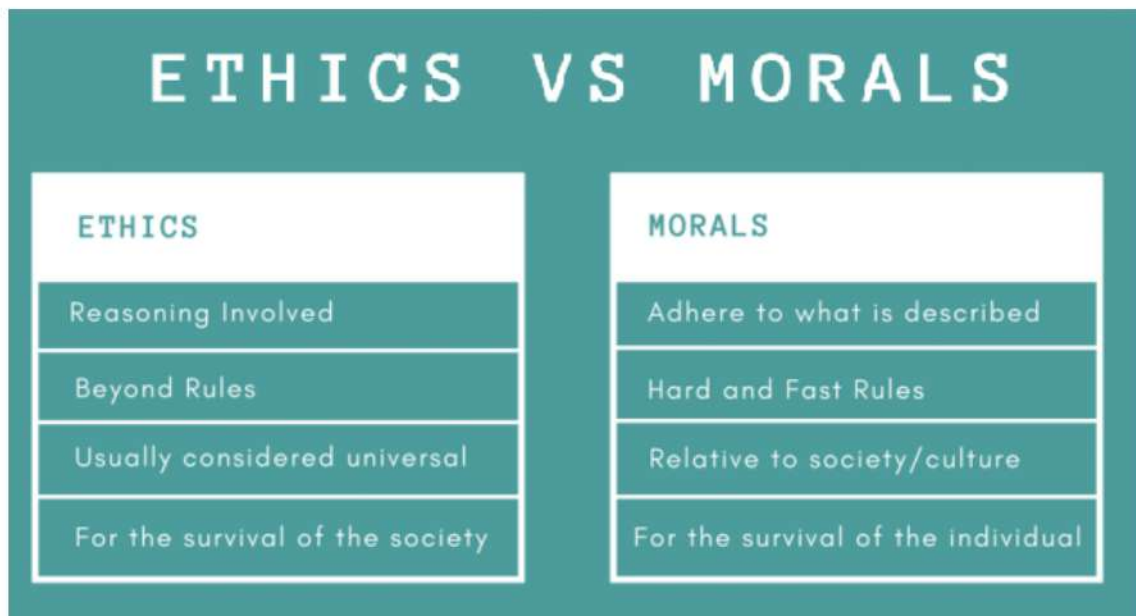 ETHICS VS MORALS
ETHICS
Reasoning Involved
Beyond Rules
Usually considered universal
For the survival of the society
MORALS
Adhere to what is described
Hard and Fast Rules
Relative to society/culture
For the survival of the individual